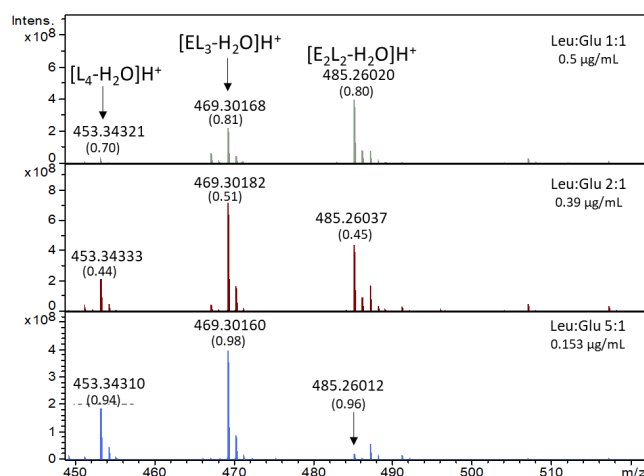 Intens.
x10⁸
[L₄-H₂O]H⁺
[EL₃-H₂O]H⁺
[E₂L₂-H₂O]H⁺
Leu:Glu 1:1
0.5 µg/mL
6
4
2
0
453.34321
(0.70)
469.30168
(0.81)
485.26020
(0.80)
x10⁸
Leu:Glu 2:1
0.39 µg/mL
8
6
4
2
0
453.34333
(0.44)
469.30182
(0.51)
485.26037
(0.45)
x10⁸
Leu:Glu 5:1
0.153 µg/mL
4
3
2
1
0
453.34310
(0.94)
469.30160
(0.98)
485.26012
(0.96)
450 460 470 480 490 500 510 m/z